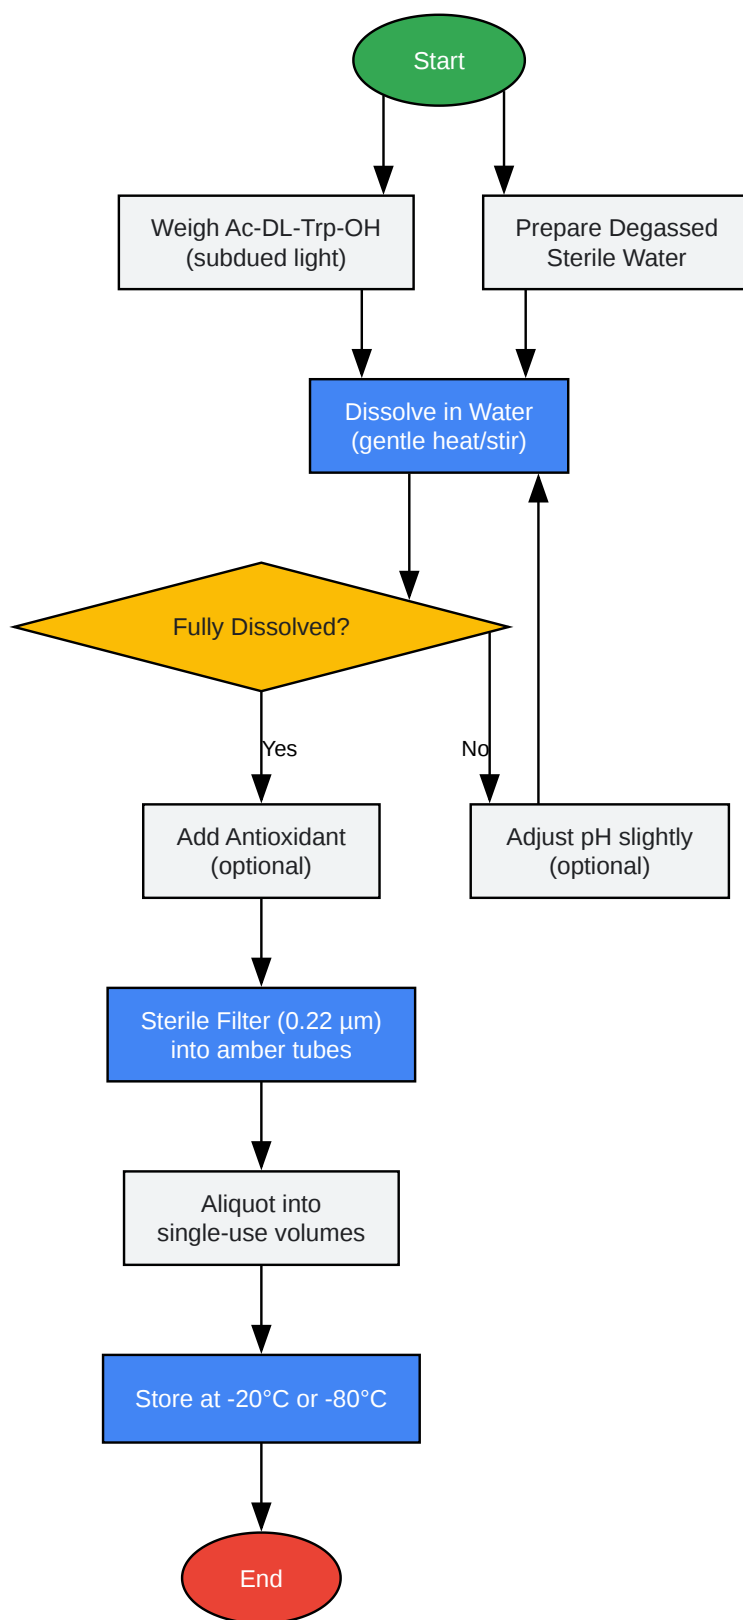 Start
Weigh Ac-DL-Trp-OH
(subdued light)
Prepare Degassed
Sterile Water
Dissolve in Water
(gentle heat/stir)
Fully Dissolved?
Yes
No
Add Antioxidant
(optional)
Adjust pH slightly
(optional)
Sterile Filter (0.22 µm)
into amber tubes
Aliquot into
single-use volumes
Store at -20°C or -80°C
End